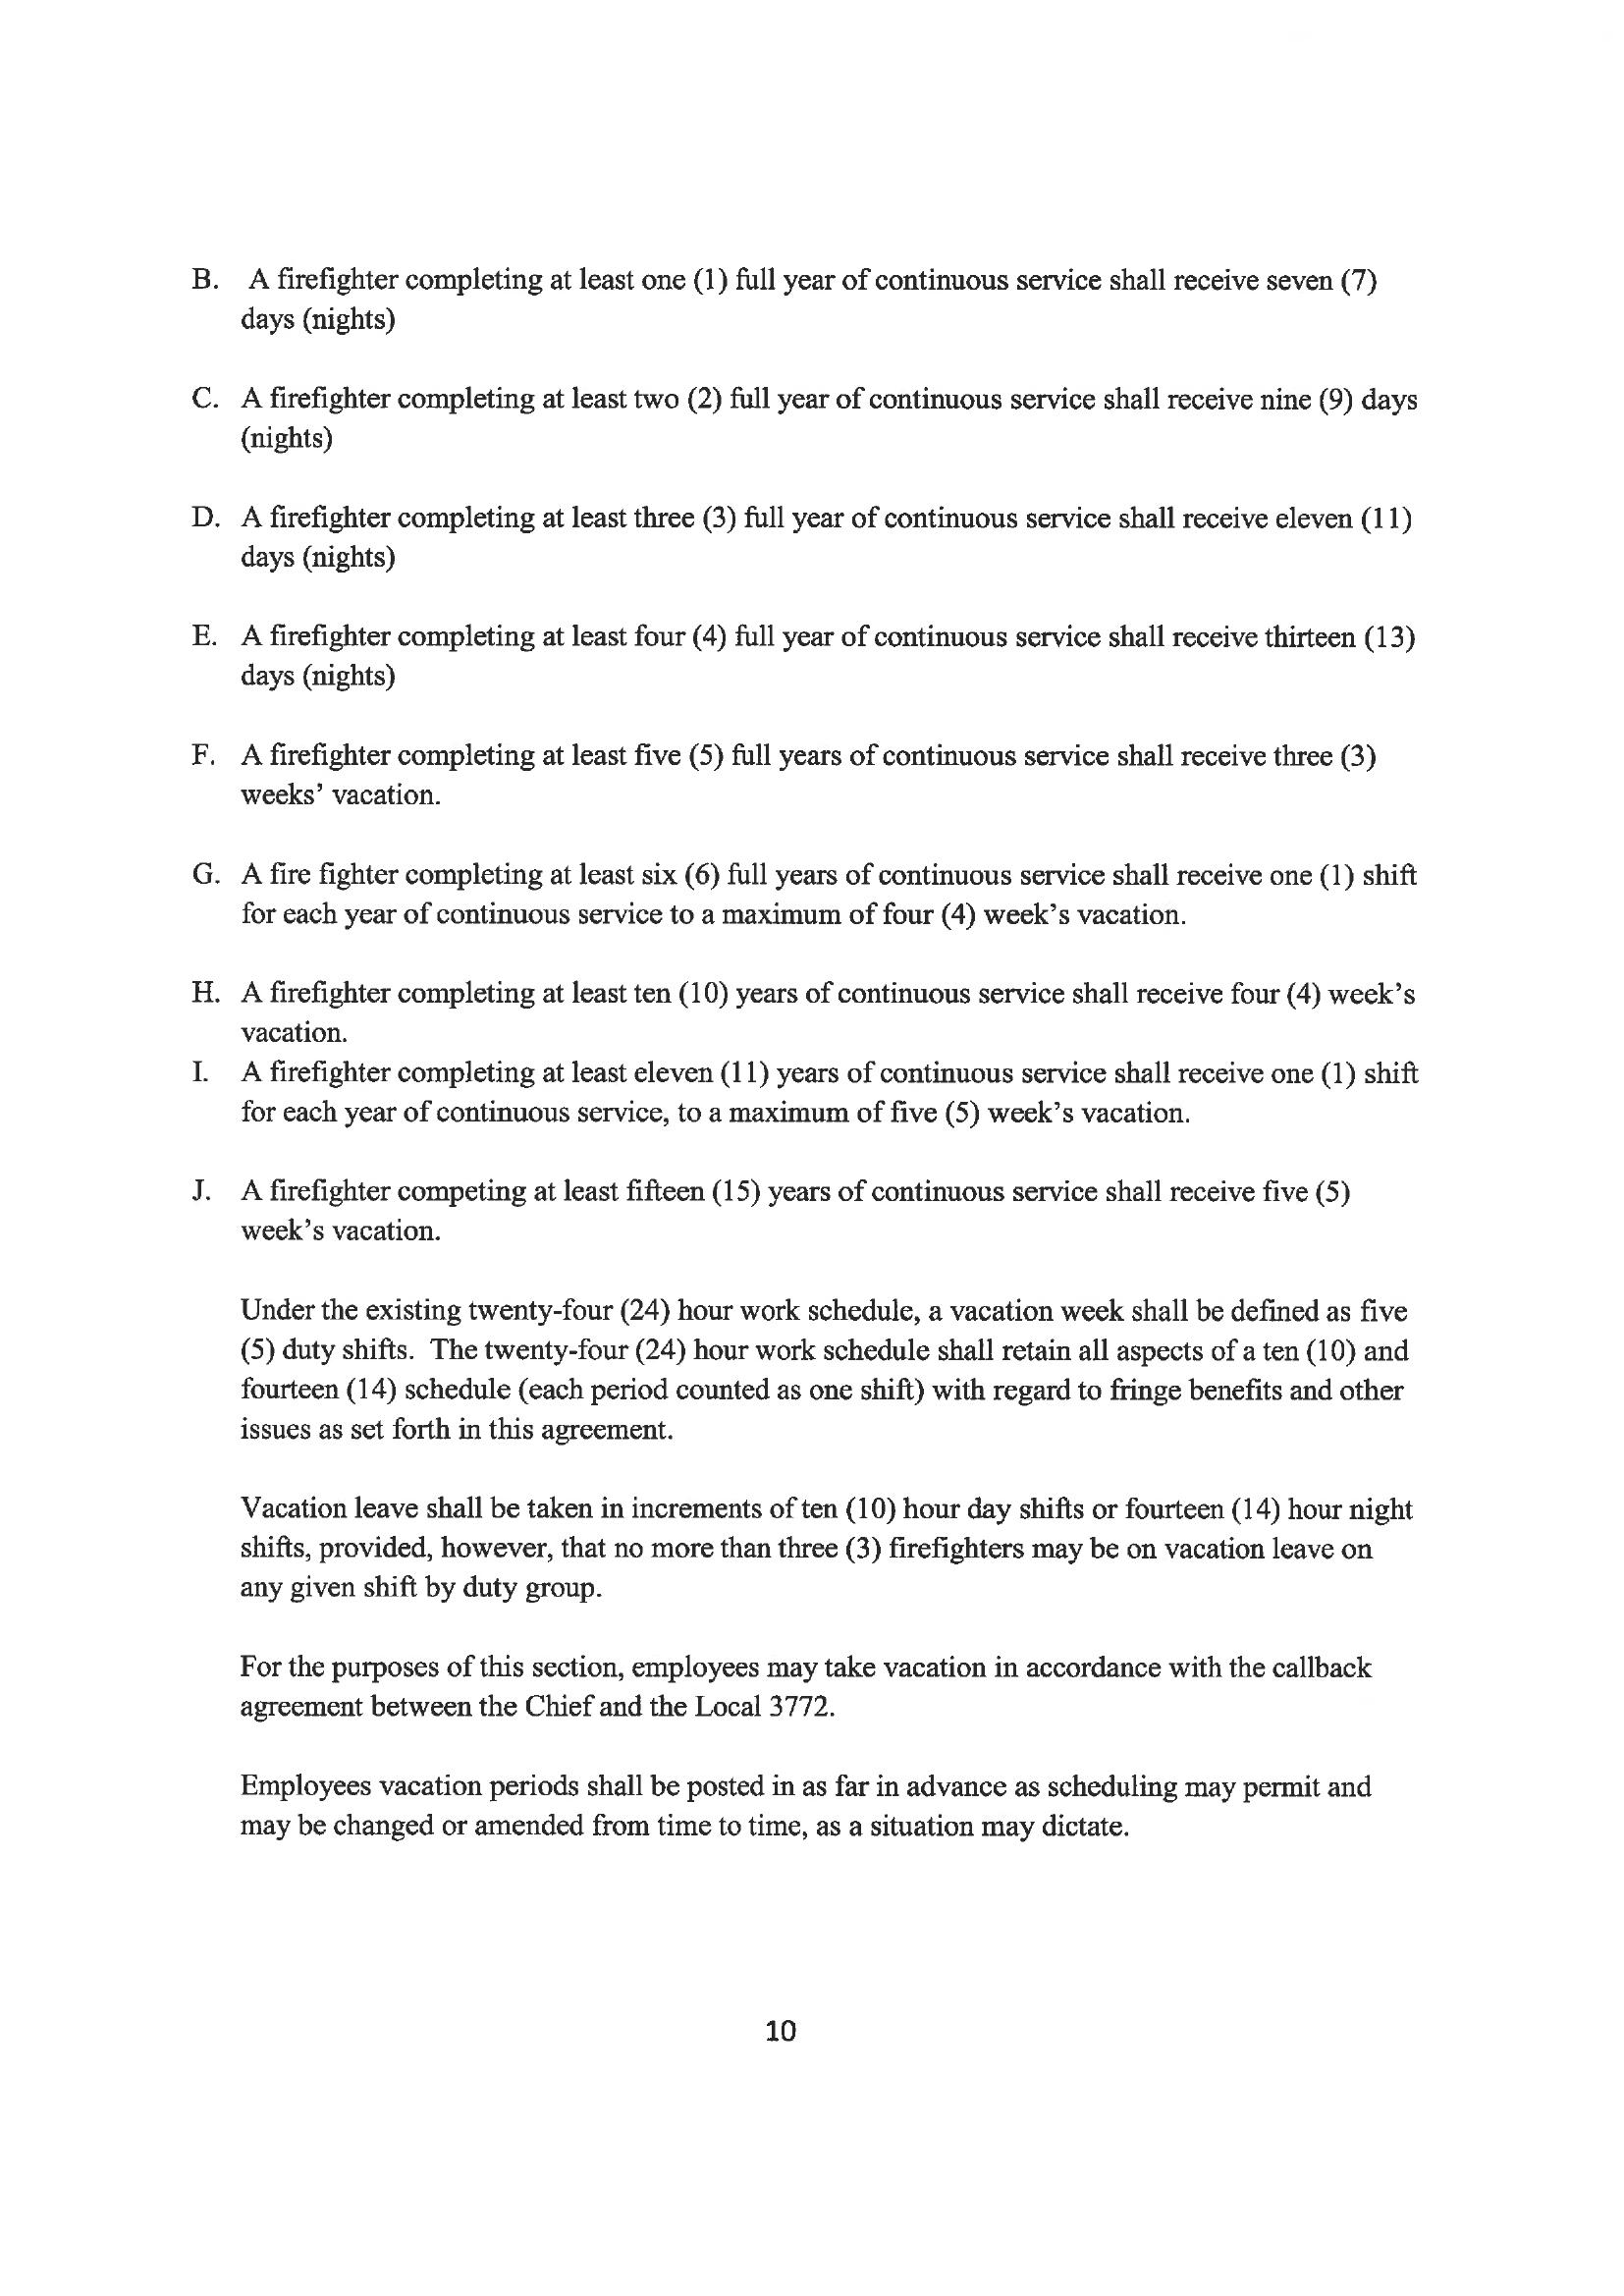 B. A firefighter completing at least one (1) full year of continuous service shall receive seven (7)
days (nights)
C. A firefighter completing at least two (2) full year of continuous service shall receive nine (9) days
(nights)
D. A firefighter completing at least three (3) full year of continuous service shall receive eleven (11)
days (nights)
E. A firefighter completing at least four (4) full year of continuous service shall receive thirteen (13)
days (nights)
F. A firefighter completing at least five (5) full years of continuous service shall receive three (3)
weeks’ vacation.
G. A fire fighter completing at least six (6) full years of continuous service shall receive one (1) shift
for each year of continuous service to a maximum of four (4) week’s vacation.
H. A firefighter completing at least ten (10) years of continuous service shall receive four (4) week’s
vacation.
I. A firefighter completing at least eleven (11) years of continuous service shall receive one (1) shift
for each year of continuous service, to a maximum of five (5) week’s vacation.
J. A firefighter competing at least fifteen (15) years of continuous service shall receive five (5)
week’s vacation.
Under the existing twenty-four (24) hour work schedule, a vacation week shall be defined as five
(5) duty shifts. The twenty-four (24) hour work schedule shall retain all aspects of a ten (10) and
fourteen (14) schedule (each period counted as one shift) with regard to fringe benefits and other
issues as set forth in this agreement.
Vacation leave shall be taken in increments of ten (10) hour day shifts or fourteen (14) hour night
shifts, provided, however, that no more than three (3) firefighters may be on vacation leave on
any given shift by duty group.
For the purposes of this section, employees may take vacation in accordance with the callback
agreement between the Chief and the Local 3772.
Employees vacation periods shall be posted in as far in advance as scheduling may permit and
may be changed or amended from time to time, as a situation may dictate.
10